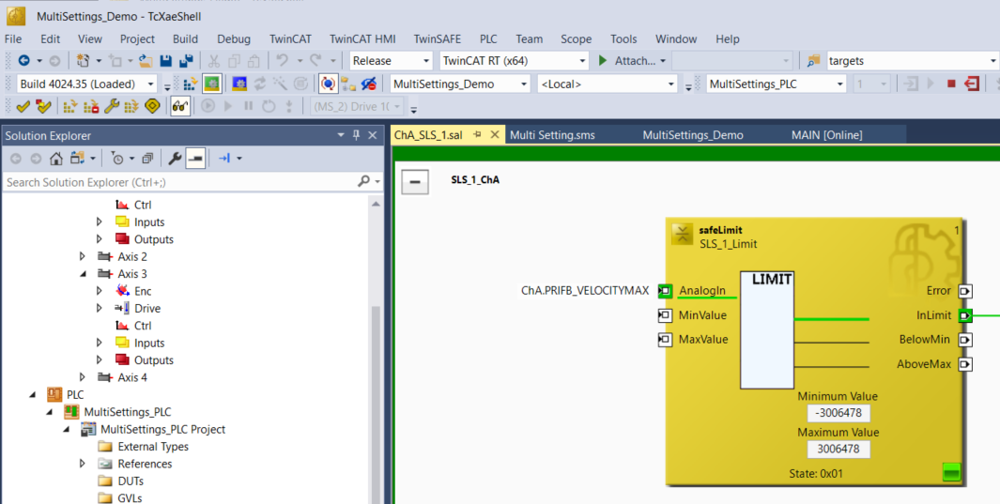 MultiSettings_Demo - TcXaeShell
File Edit View Project Build Debug TwinCAT TwinCAT HMI TwinSAFE PLC Team Scope Tools Window Help
Release TwinCAT RT (x64) Attach... targets
Build 4024.35 (Loaded) MultiSettings_Demo <Local> MultiSettings_PLC 1
(MS_2) Drive 10
Solution Explorer
Search Solution Explorer (Ctrl+;)
Ctrl
Inputs
Outputs
Axis 2
Axis 3
Enc
Drive
Ctrl
Inputs
Outputs
Axis 4
PLC
MultiSettings_PLC
MultiSettings_PLC Project
External Types
References
DUTs
GVLs
ChA_SLS_1.sal Multi Setting.sms MultiSettings_Demo MAIN [Online]
SLS_1_ChA
safeLimit 1
SLS_1_Limit
LIMIT
ChA.PRIFB_VELOCITYMAX AnalogIn Error
MinValue InLimit
MaxValue BelowMin
AboveMax
Minimum Value
-3006478
Maximum Value
3006478
State: 0x01